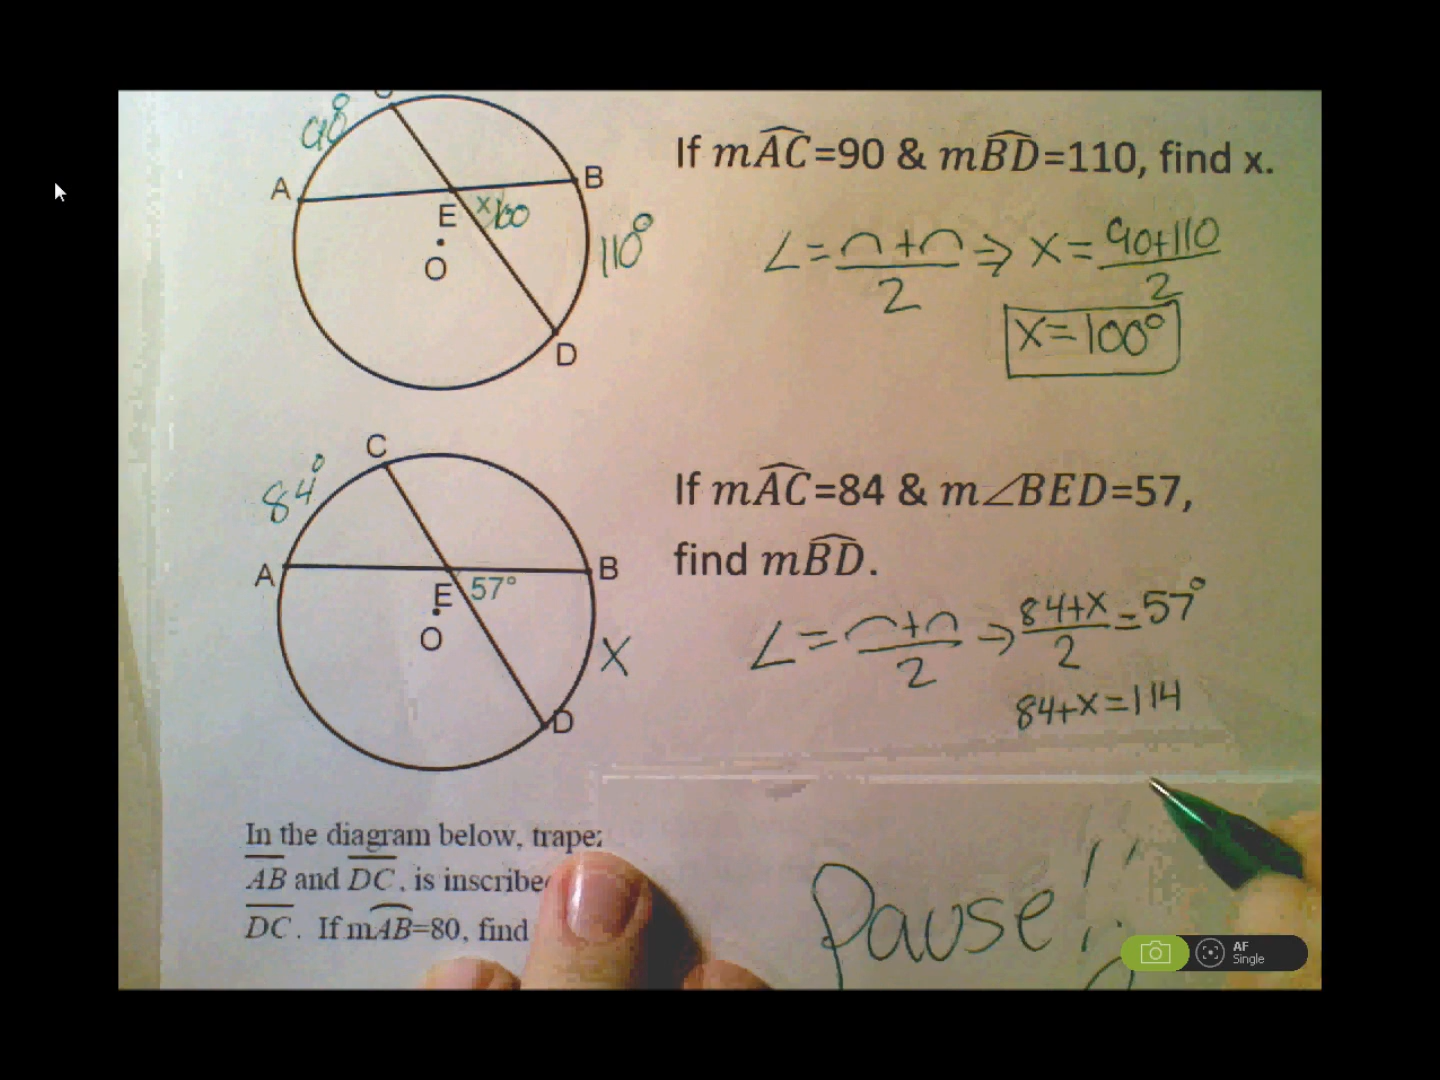 90°
A
B
E
x
100
O
110°
D
If mAC=90 & mBD=110, find x.
∠=⌒+⌒/2 ⇒ x=90+110/2
x=100°
C
84°
A
B
E
57°
O
X
D
If mAC=84 & m∠BED=57,
find mBD.
∠=⌒+⌒/2 ⇒ 84+x/2=57°
84+x=114
In the diagram below,
AB and DC, is
DC. If mAB=80, find
Pause!!
AF
Single